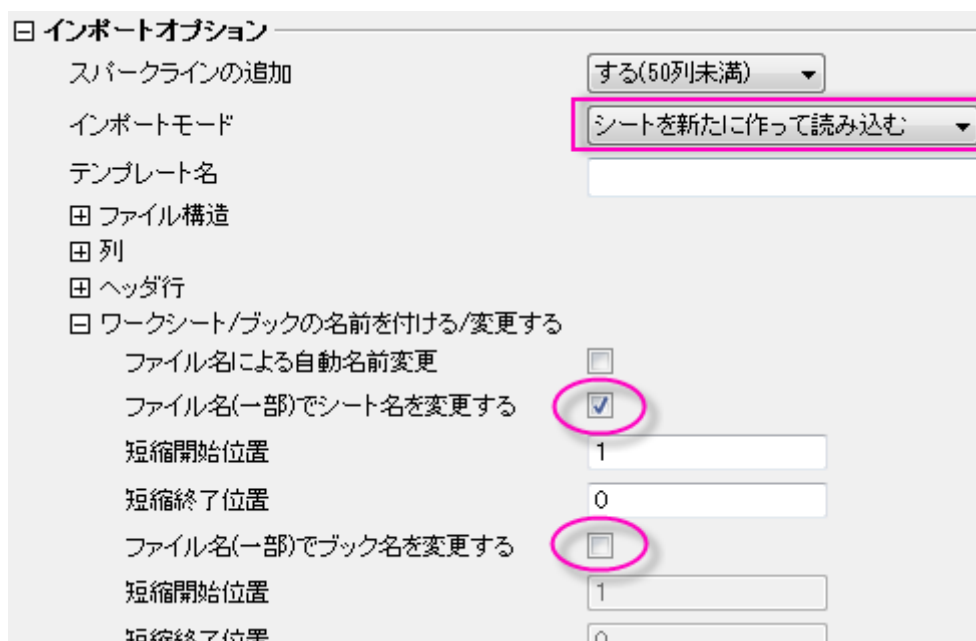 インポートオプション
スパークラインの追加 する(50列未満)
インポートモード シートを新たに作って読み込む
テンプレート名
ファイル構造
列
ヘッダ行
ワークシート/ブックの名前を付ける/変更する
ファイル名による自動名前変更
ファイル名(一部)でシート名を変更する
短縮開始位置 1
短縮終了位置 0
ファイル名(一部)でブック名を変更する
短縮開始位置 1
短縮終了位置 0